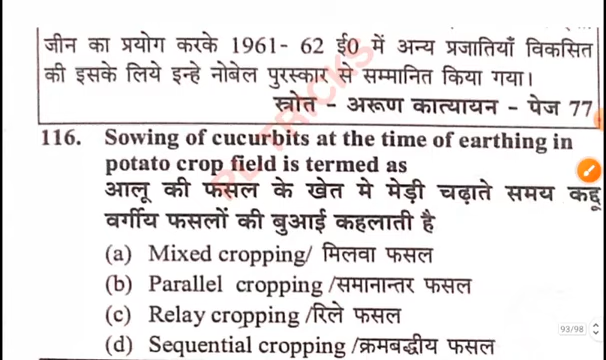 जीन का प्रयोग करके 1961- 62 ई0 में अन्य प्रजातियाँ विकसित
की इसके लिये इन्हे नोबेल पुरस्कार से सम्मानित किया गया।
स्त्रोत - अरूण कात्यायन - पेज 77
116. Sowing of cucurbits at the time of earthing in
potato crop field is termed as
आलू की फसल के खेत मे मेड़ी चढ़ाते समय कद्दू
वर्गीय फसलों की बुआई कहलाती है
(a) Mixed cropping/ मिलवा फसल
(b) Parallel cropping /समानान्तर फसल
(c) Relay cropping /रिले फसल
(d) Sequential cropping /क्रमबद्धीय फसल
93/98